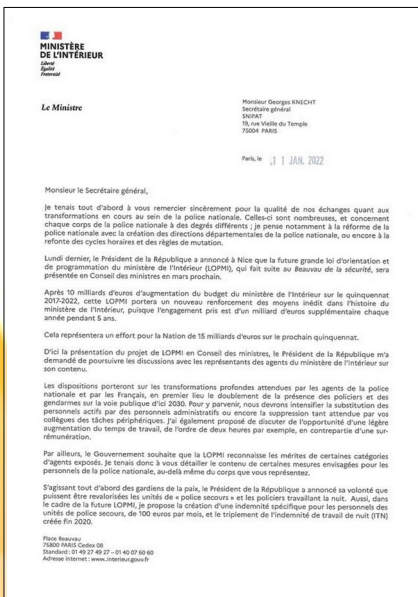 MINISTÈRE
DE L'INTÉRIEUR
Liberté
Égalité
Fraternité
Le Ministre
Monsieur Georges KNECHT
Secrétaire général
SNIPAT
19, rue Vieille du Temple
75004 PARIS
Paris, le 11 JAN. 2022
Monsieur le Secrétaire général,
Je tenais tout d'abord à vous remercier sincèrement pour la qualité de nos échanges quant aux
transformations en cours au sein de la police nationale. Celles-ci sont nombreuses, et concernent
chaque corps de la police nationale à des degrés différents ; je pense notamment à la réforme de la
police nationale avec la création des directions départementales de la police nationale, ou encore à la
refonte des cycles horaires et des règles de mutation.
Lundi dernier, le Président de la République a annoncé à Nice que la future grande loi d'orientation et
de programmation du ministère de l'Intérieur (LOPMI), qui fait suite au Beauvau de la sécurité, sera
présentée en Conseil des ministres en mars prochain.
Après 10 milliards d'euros d'augmentation du budget du ministère de l'Intérieur sur le quinquennat
2017-2022, cette LOPMI portera un nouveau renforcement des moyens inédit dans l'histoire du
ministère de l'Intérieur, puisque l'engagement pris est d'un milliard d'euros supplémentaire chaque
année pendant 5 ans.
Cela représentera un effort pour la Nation de 15 milliards d'euros sur le prochain quinquennat.
D'ici la présentation du projet de LOPMI en Conseil des ministres, le Président de la République m'a
demandé de poursuivre les discussions avec les représentants des agents du ministère de l'Intérieur sur
son contenu.
Les dispositions porteront sur les transformations profondes attendues par les agents de la police
nationale et par les Français, en premier lieu le doublement de la présence des policiers et des
gendarmes sur la voie publique d'ici 2030. Pour y parvenir, nous devrons intensifier la substitution des
personnels actifs par des personnels administratifs ou encore la suppression tant attendue par vos
collègues des tâches périphériques. J'ai également proposé de discuter de l'opportunité d'une légère
augmentation du temps de travail, de l'ordre de deux heures par exemple, en contrepartie d'une sur-
rémunération.
Par ailleurs, le Gouvernement souhaite que la LOPMI reconnaisse les mérites de certaines catégories
d'agents exposés. Je tenais donc à vous détailler le contenu de certaines mesures envisagées pour les
personnels de la police nationale, au-delà même du corps que vous représentez.
S'agissant tout d'abord des gardiens de la paix, le Président de la République a annoncé sa volonté que
puissent être revalorisées les unités de « police secours » et les policiers travaillant la nuit. Aussi, dans
le cadre de la future LOPMI, je propose la création d'une indemnité spécifique pour les personnels des
unités de police secours, de 100 euros par mois, et le triplement de l'indemnité de travail de nuit (ITN)
créée fin 2020.
Place Beauvau
75800 PARIS Cedex 08
Standard : 01 49 27 49 27 – 01 40 07 60 60
Adresse internet : www.interieur.gouv.fr